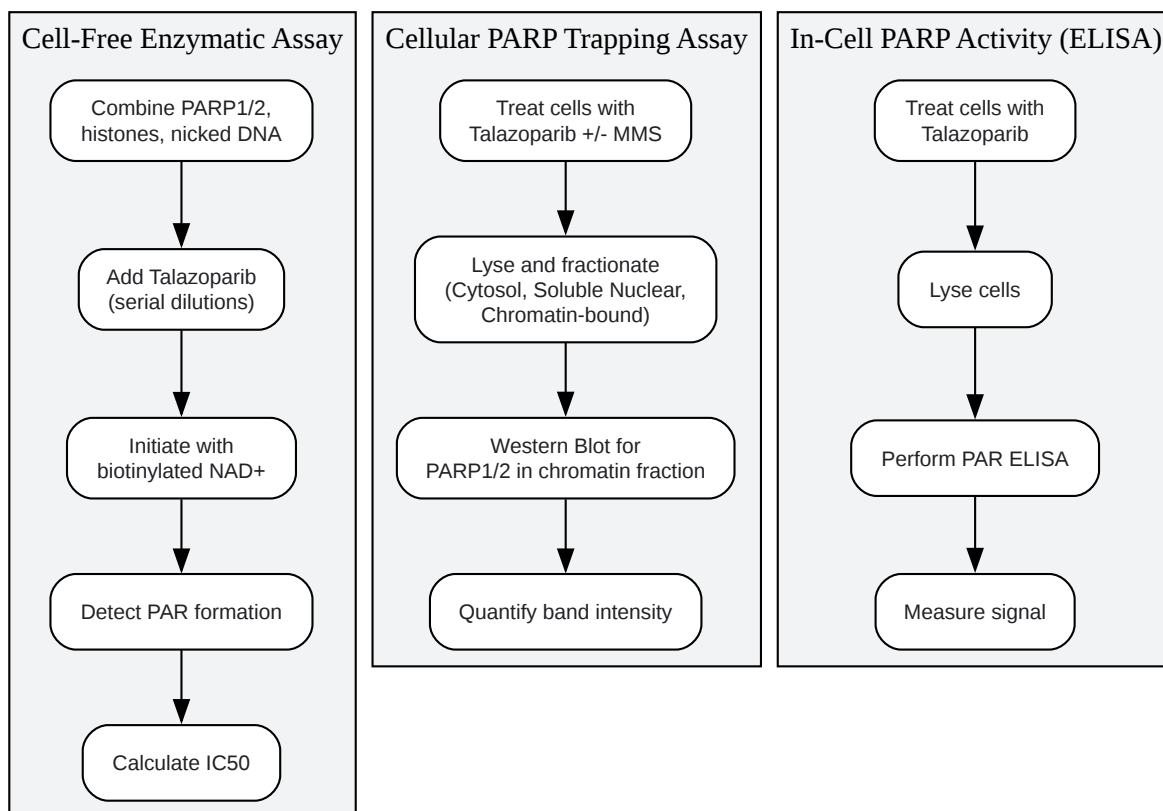 Cell-Free Enzymatic Assay
Combine PARP1/2,
histones, nicked DNA
Add Talazoparib
(serial dilutions)
Initiate with
biotinylated NAD+
Detect PAR formation
Calculate IC50
Cellular PARP Trapping Assay
Treat cells with
Talazoparib +/- MMS
Lyse and fractionate
(Cytosol, Soluble Nuclear,
Chromatin-bound)
Western Blot for
PARP1/2 in chromatin fraction
Quantify band intensity
In-Cell PARP Activity (ELISA)
Treat cells with
Talazoparib
Lyse cells
Perform PAR ELISA
Measure signal